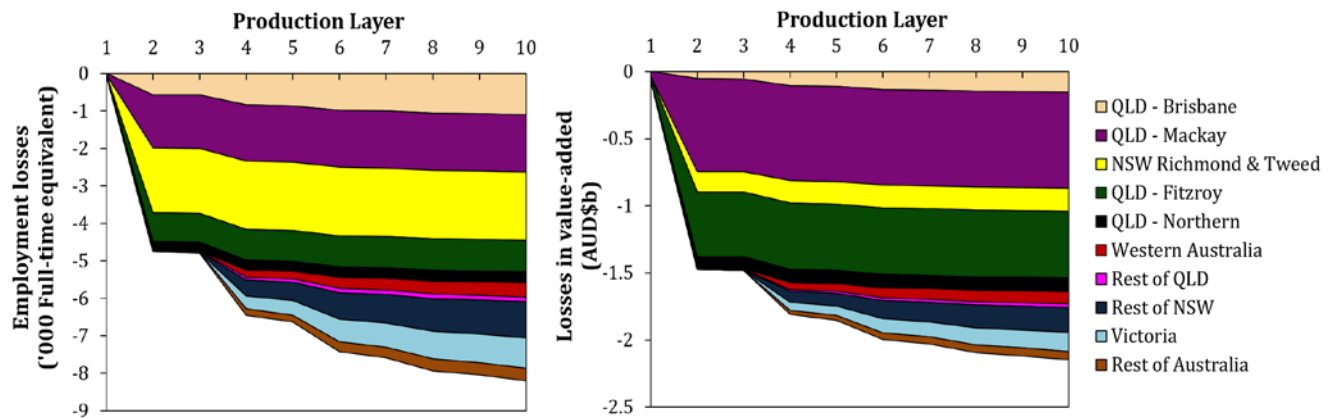 Production Layer
1 2 3 4 5 6 7 8 9 10
Employment losses
('000 Full-time equivalent)
0
-1
-2
-3
-4
-5
-6
-7
-8
-9
Production Layer
1 2 3 4 5 6 7 8 9 10
Losses in value-added
(AUD$b)
0
-0.5
-1
-1.5
-2
-2.5
QLD - Brisbane
QLD - Mackay
NSW Richmond & Tweed
QLD - Fitzroy
QLD - Northern
Western Australia
Rest of QLD
Rest of NSW
Victoria
Rest of Australia